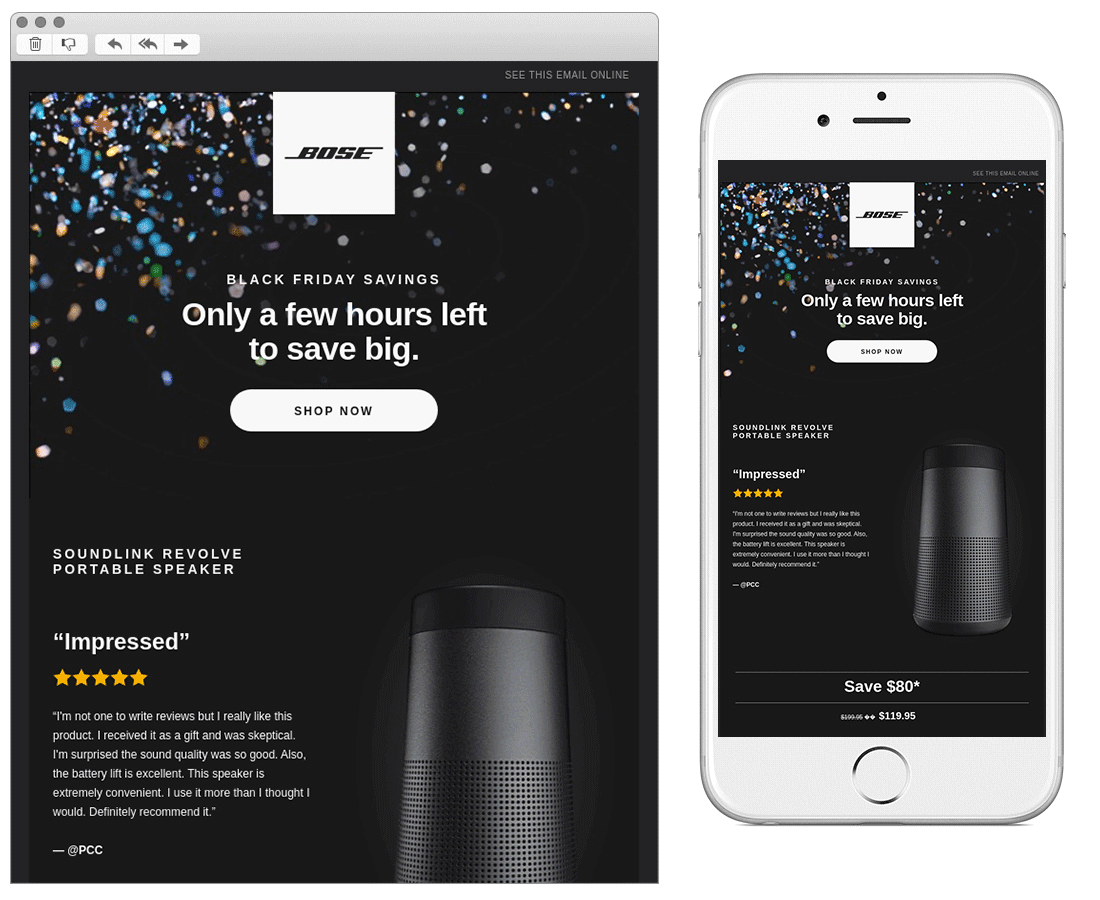 SEE THIS EMAIL ONLINE
BOSE
BLACK FRIDAY SAVINGS
Only a few hours left
to save big.
SHOP NOW
SOUNDLINK REVOLVE
PORTABLE SPEAKER
“Impressed”
“I'm not one to write reviews but I really like this
product. I received it as a gift and was skeptical.
I'm surprised the sound quality was so good. Also,
the battery lift is excellent. This speaker is
extremely convenient. I use it more than I thought I
would. Definitely recommend it.”
— @PCC
SEE THIS EMAIL ONLINE
BOSE
BLACK FRIDAY SAVINGS
Only a few hours left
to save big.
SHOP NOW
SOUNDLINK REVOLVE
PORTABLE SPEAKER
“Impressed”
“I'm not one to write reviews but I really like this
product. I received it as a gift and was skeptical.
I'm surprised the sound quality was so good. Also,
the battery lift is excellent. This speaker is
extremely convenient. I use it more than I thought I
would. Definitely recommend it.”
— @PCC
Save $80*
$199.95 �� $119.95